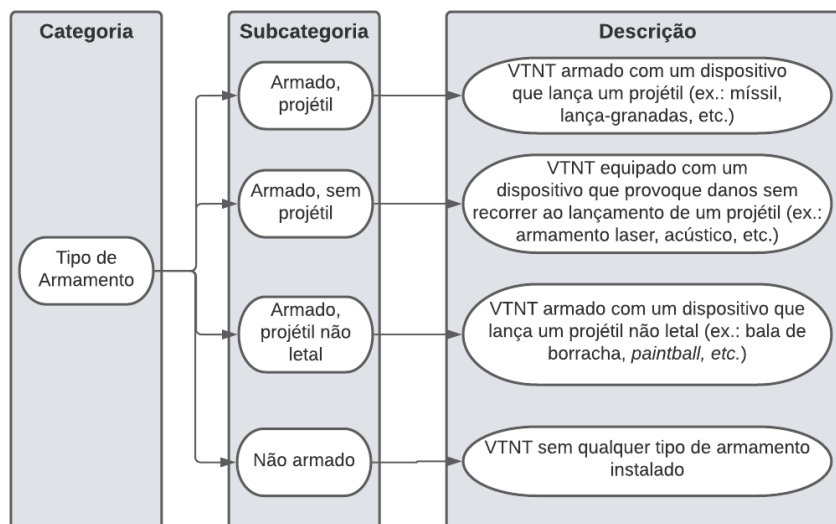 Categoria
Subcategoria
Descrição
Tipo de
Armamento
Armado,
projétil
VTNT armado com um dispositivo
que lança um projétil (ex.: míssil,
lança-granadas, etc.)
Armado, sem
projétil
VTNT equipado com um
dispositivo que provoque danos sem
recorrer ao lançamento de um projétil (ex.:
armamento laser, acústico, etc.)
Armado,
projétil não
letal
VTNT armado com um dispositivo que
lança um projétil não letal (ex.: bala de
borracha, paintball, etc.)
Não armado
VTNT sem qualquer tipo de armamento
instalado